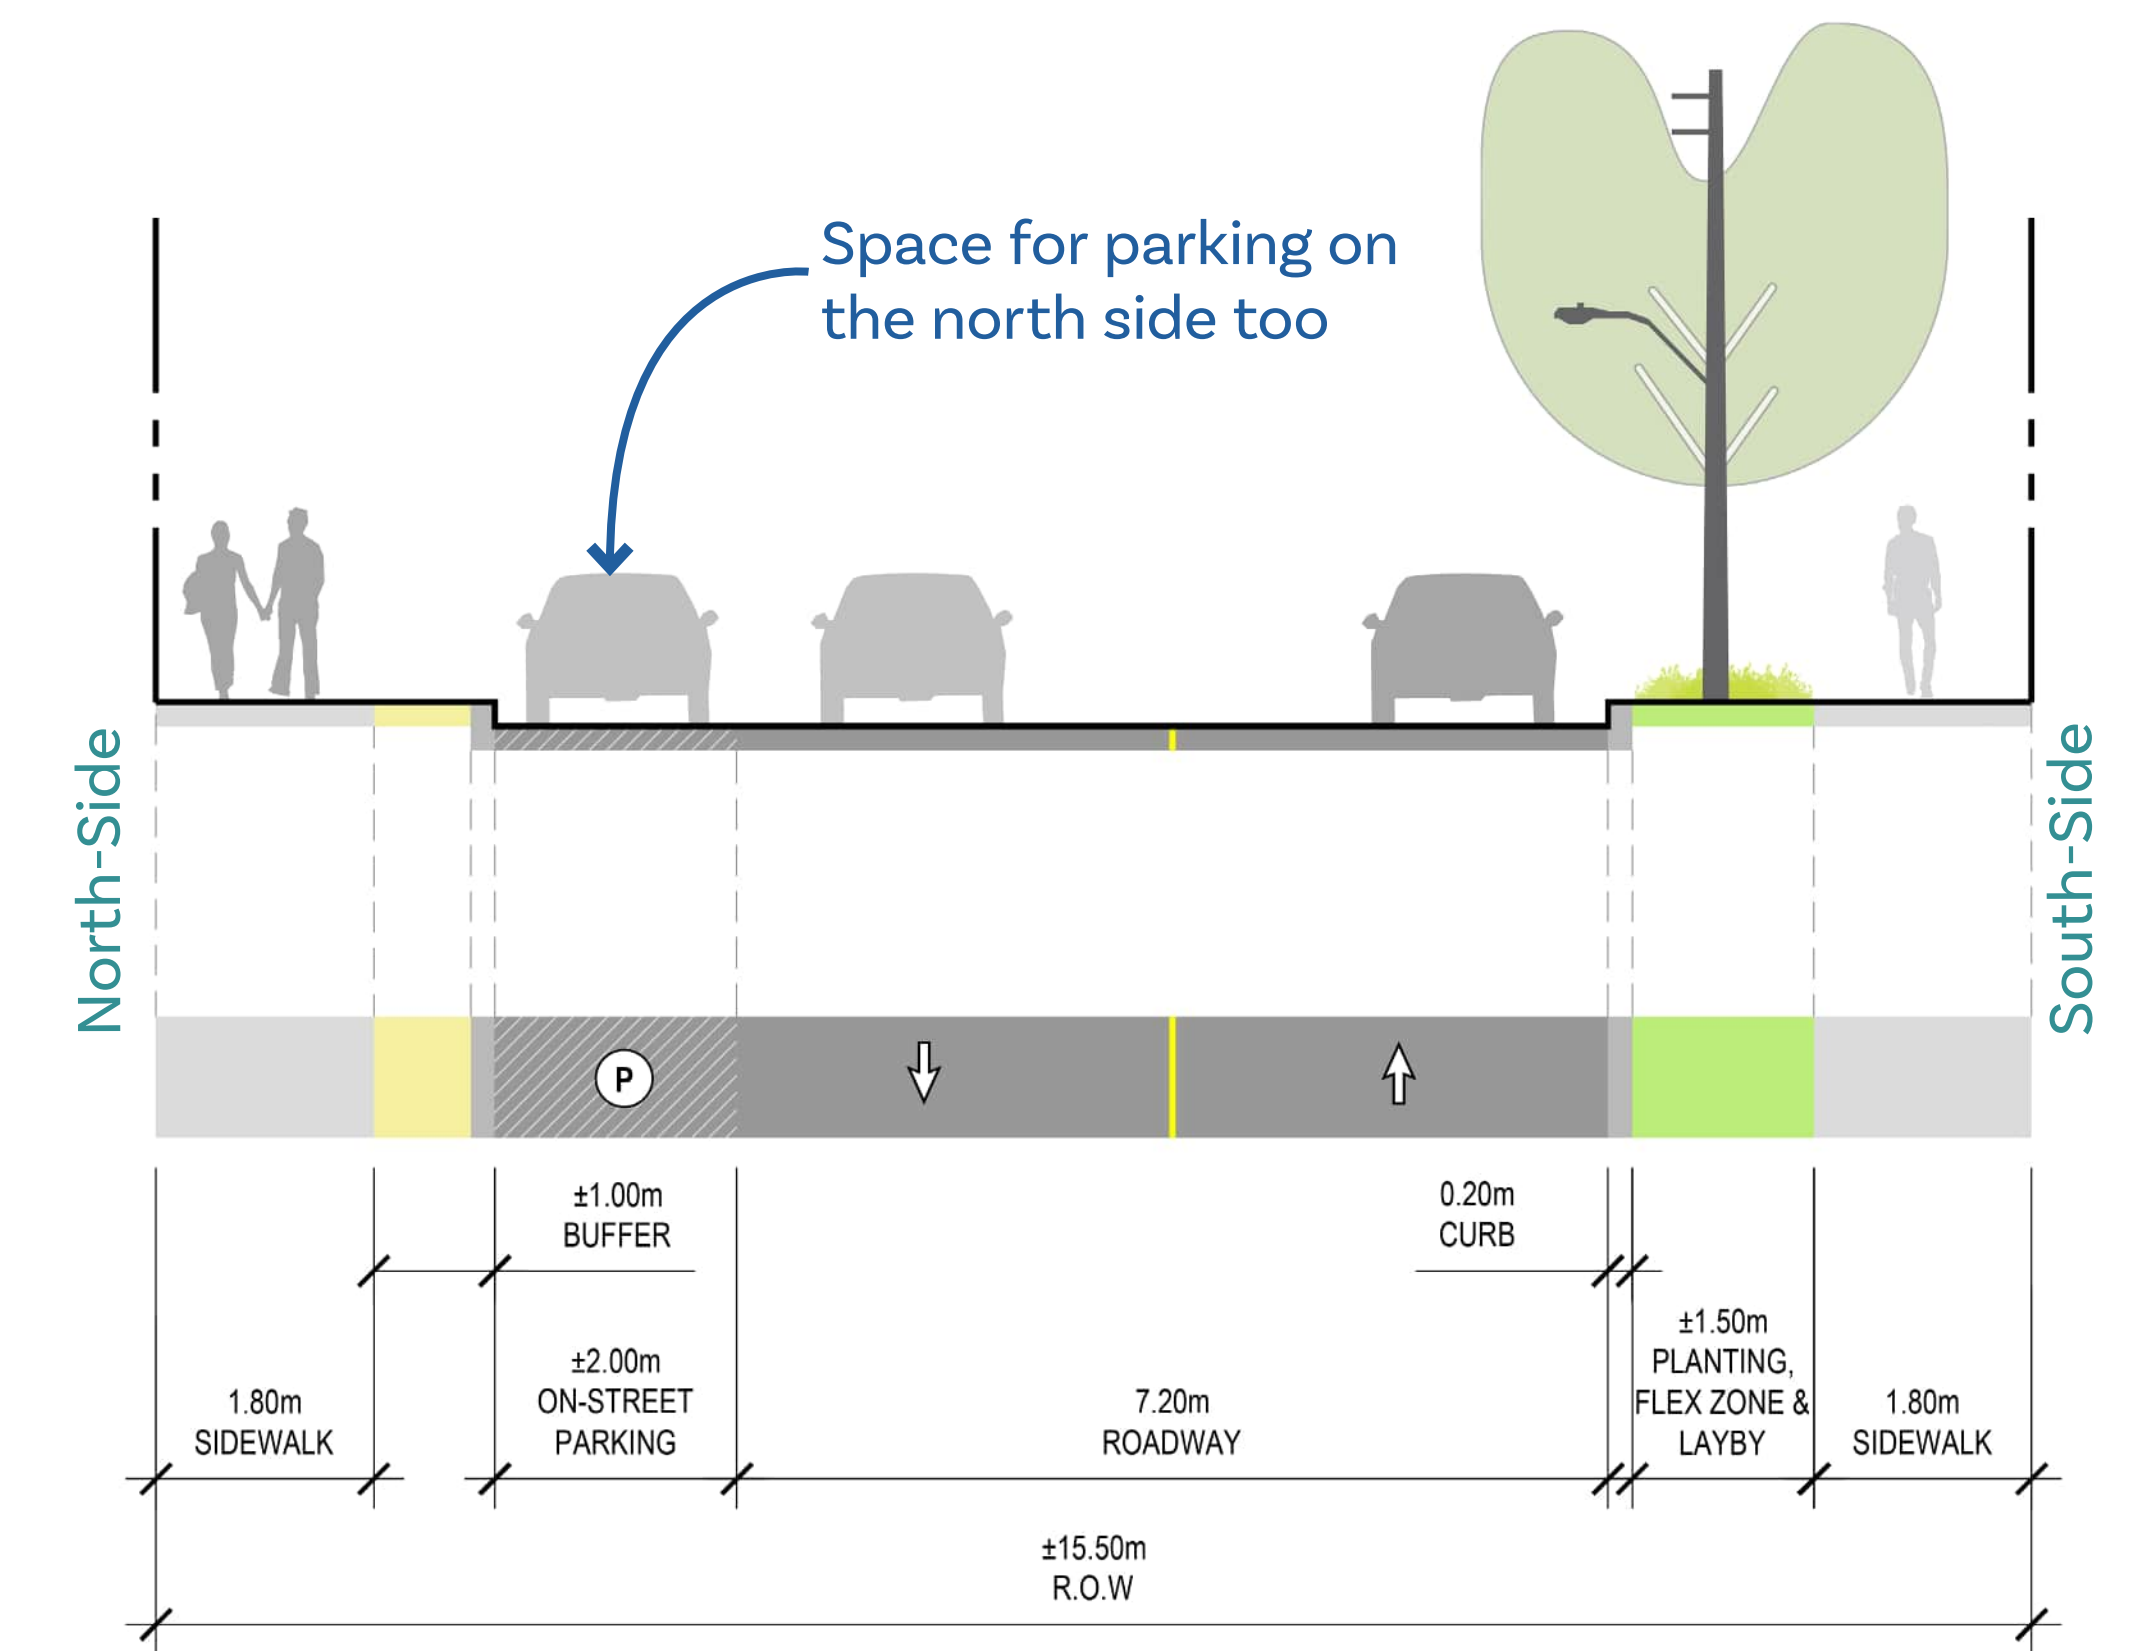 Space for parking on
the north side too
North-Side
South-Side
P
±1.00m
BUFFER
0.20m
CURB
1.80m
SIDEWALK
±2.00m
ON-STREET
PARKING
7.20m
ROADWAY
±1.50m
PLANTING,
FLEX ZONE &
LAYBY
1.80m
SIDEWALK
±15.50m
R.O.W